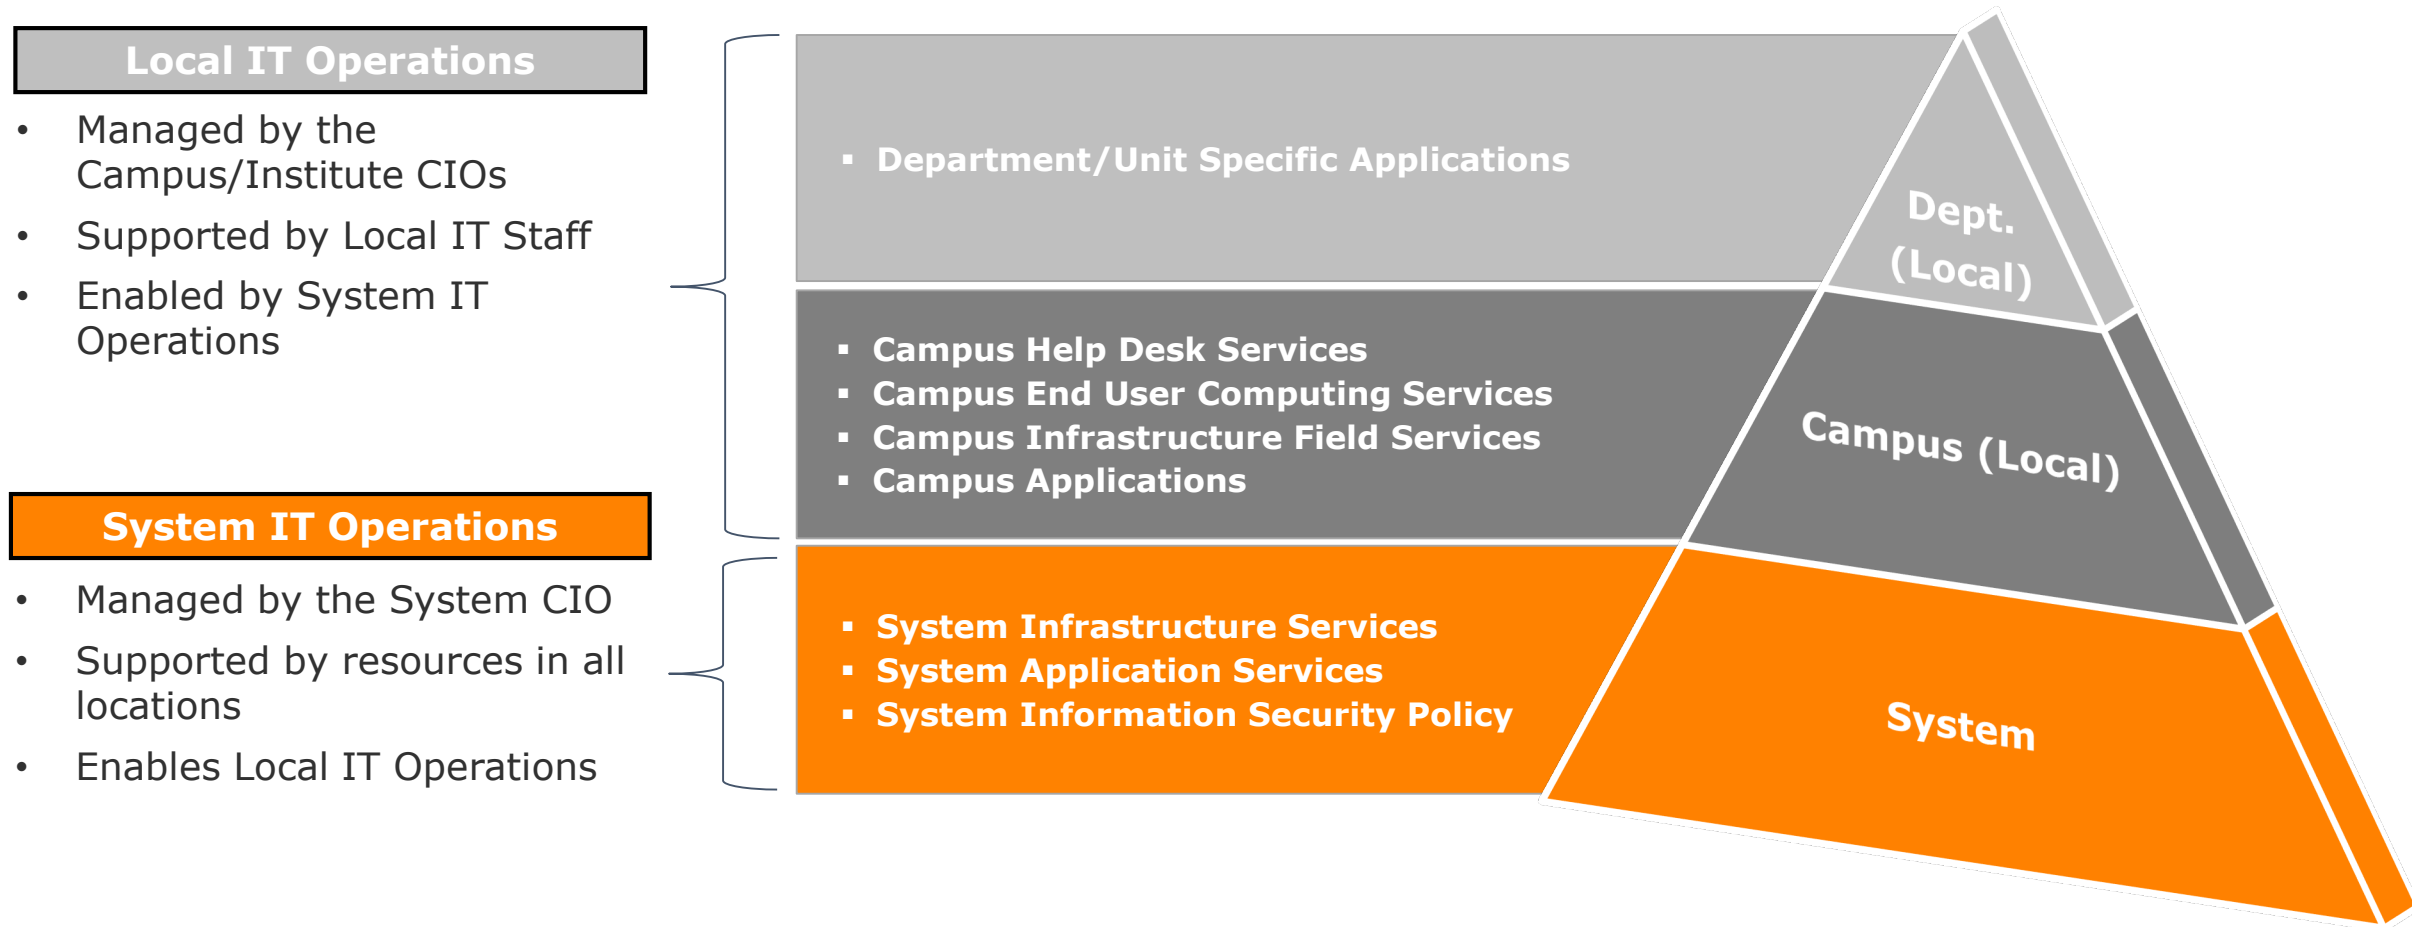 Local IT Operations
• Managed by the
Campus/Institute CIOs
• Supported by Local IT Staff
• Enabled by System IT
Operations
System IT Operations
• Managed by the System CIO
• Supported by resources in all
locations
• Enables Local IT Operations
▪ Department/Unit Specific Applications
▪ Campus Help Desk Services
▪ Campus End User Computing Services
▪ Campus Infrastructure Field Services
▪ Campus Applications
▪ System Infrastructure Services
▪ System Application Services
▪ System Information Security Policy
Dept.
(Local)
Campus (Local)
System